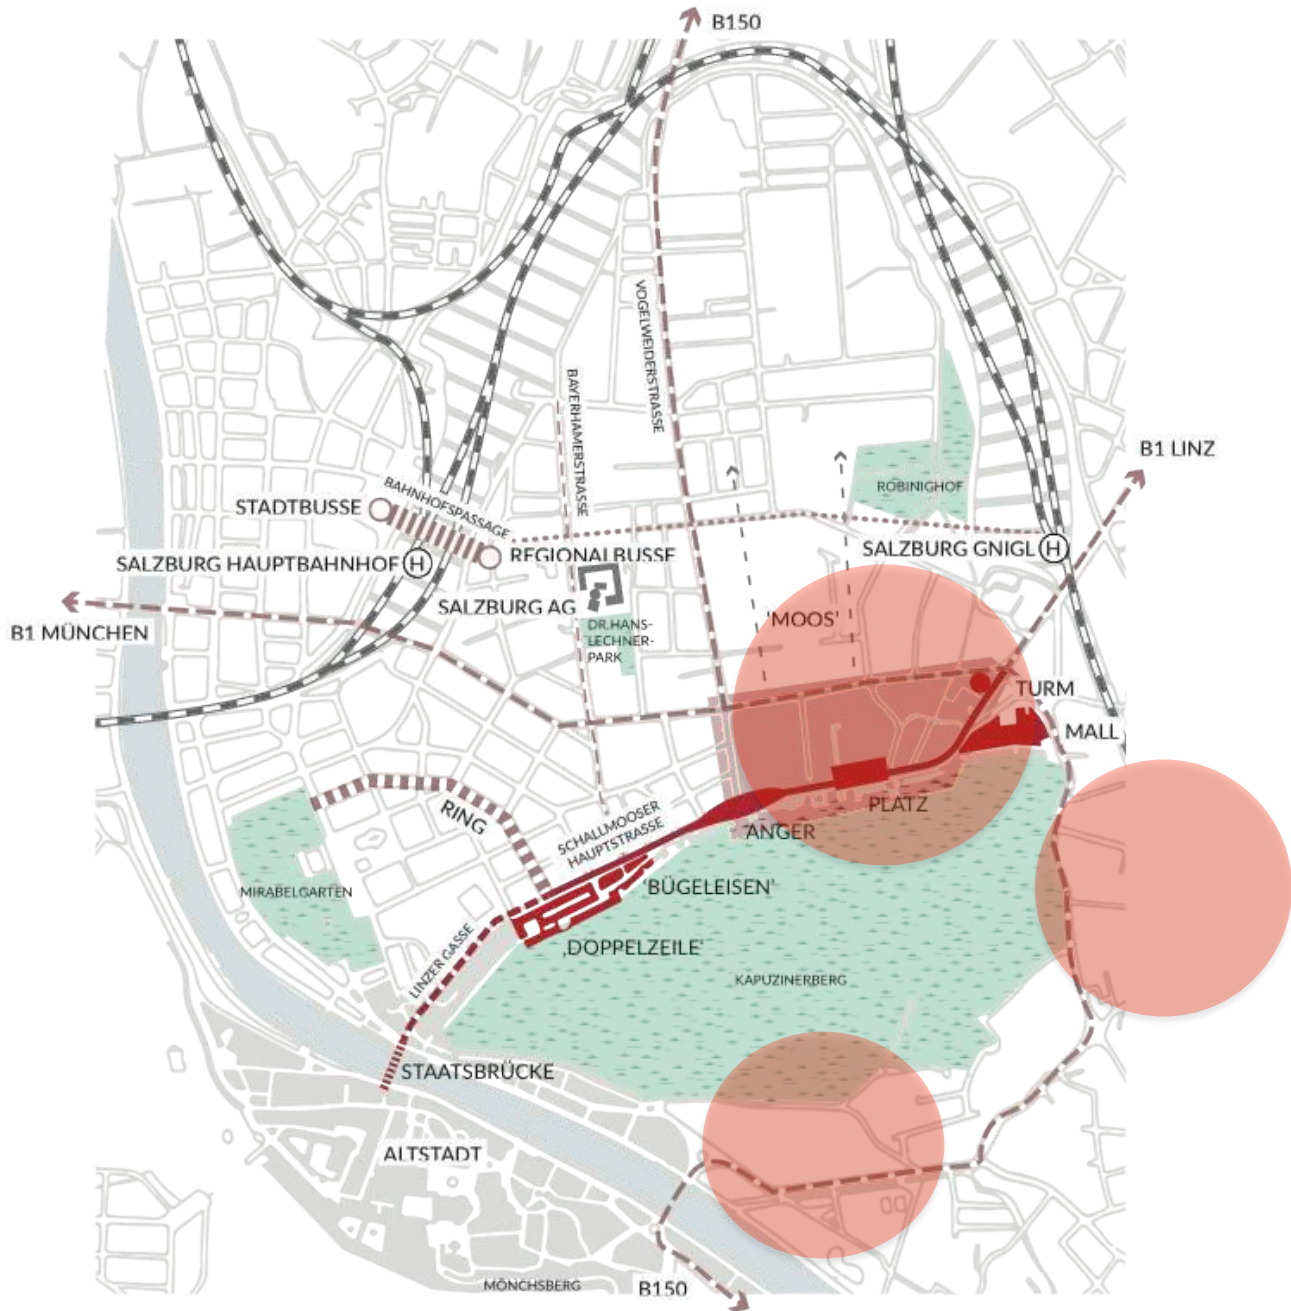 B150
VOGELWEIDERSTRASSE
BAYERHAMERSTRASSE
B1 LINZ
ROBINIGHOF
STADTBUSSE
BAHNHOFSPASSAGE
SALZBURG HAUPTBAHNHOF H
REGIONALBUSSE
SALZBURG GNIGL H
SALZBURG AG
B1 MÜNCHEN
DR.HANS-
LECHNER-
PARK
'MOOS'
TURM
MALL
PLATZ
ANGER
RING
SCHALLMOOSER
HAUPTSTRASSE
MIRABELGARTEN
'BÜGELEISEN'
‚DOPPELZEILE'
LINZER GASSE
KAPUZINERBERG
STAATSBRÜCKE
ALTSTADT
MÖNCHSBERG
B150